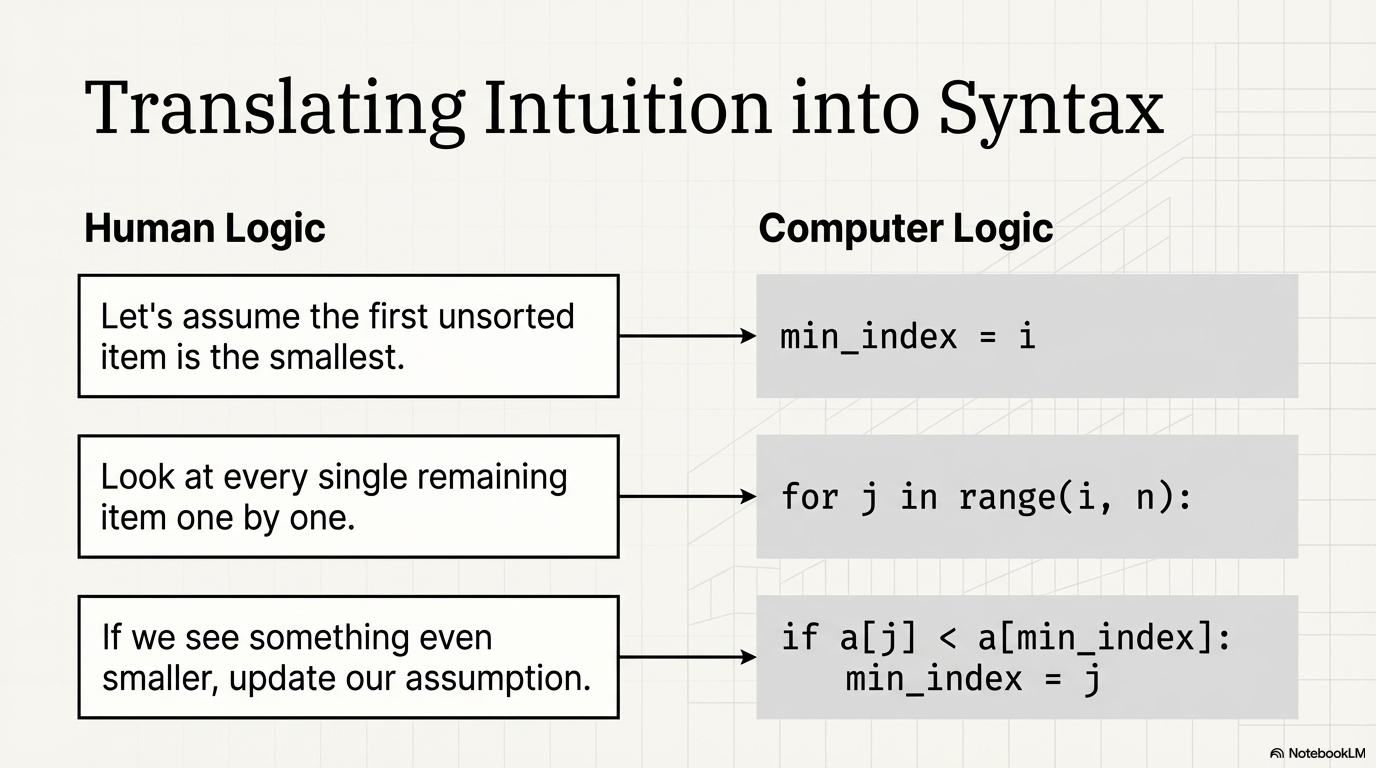 Translating Intuition into Syntax
Human Logic
Computer Logic
Let's assume the first unsorted
item is the smallest.
min_index = i
Look at every single remaining
item one by one.
for j in range(i, n):
If we see something even
smaller, update our assumption.
if a[j] < a[min_index]:
    min_index = j
NotebookLM